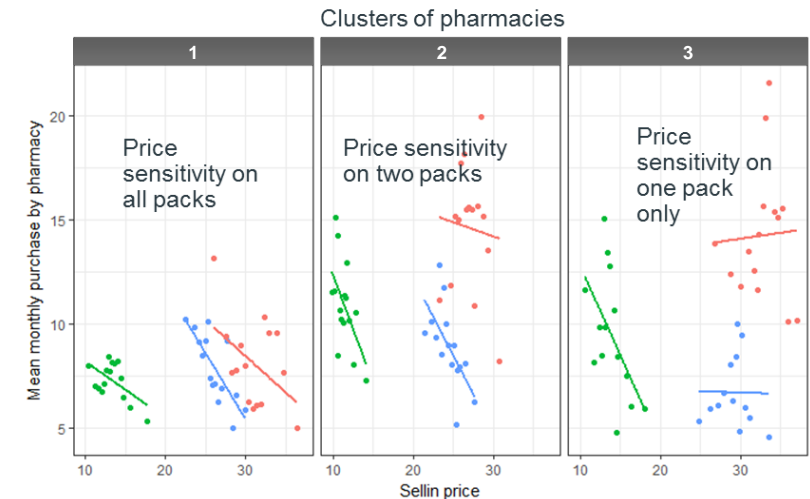 Clusters of pharmacies
1
2
3
Price
sensitivity on
all packs
Price sensitivity
on two packs
Price
sensitivity on
one pack
only
Mean monthly purchase by pharmacy
20
15
10
5
10
20
30
10
20
30
10
20
30
Sellin price